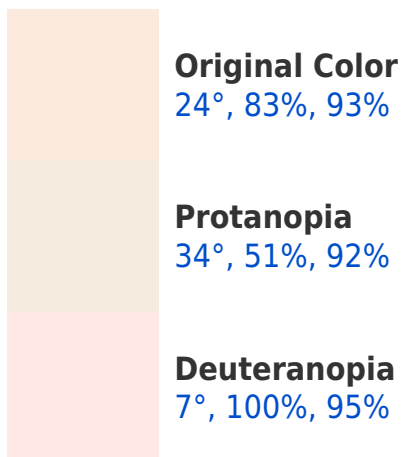 Original Color
24°, 83%, 93%
Protanopia
34°, 51%, 92%
Deuteranopia
7°, 100%, 95%